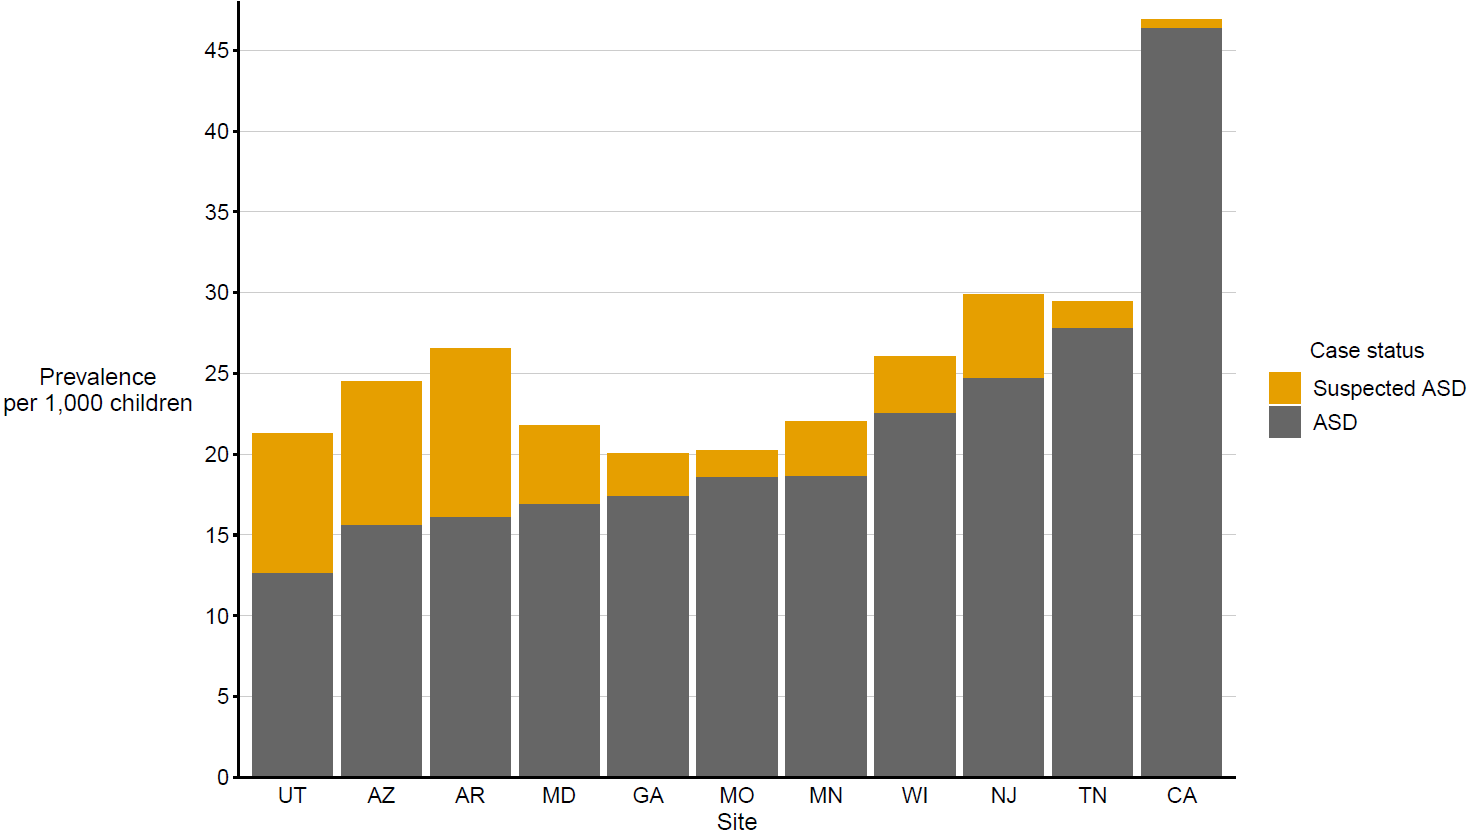 45
40
35
30
25
20
15
10
5
0
Prevalence
per 1,000 children
UT AZ AR MD GA MO MN WI NJ TN CA
Site
Case status
Suspected ASD
ASD